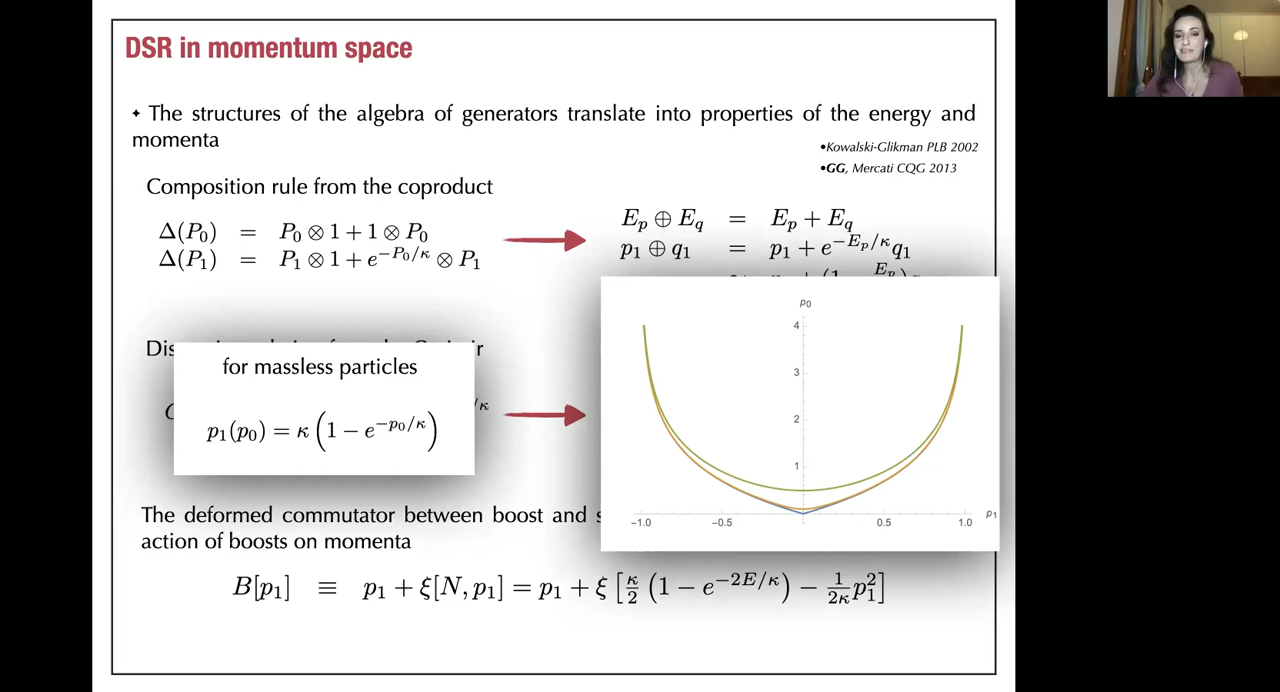 DSR in momentum space
✦ The structures of the algebra of generators translate into properties of the energy and
momenta
•Kowalski-Glikman PLB 2002
•GG, Mercati CQG 2013
Composition rule from the coproduct
Δ(P₀) = P₀ ⊗ 1 + 1 ⊗ P₀
Δ(P₁) = P₁ ⊗ 1 + e^{-P₀/κ} ⊗ P₁
E_p ⊕ E_q = E_p + E_q
p₁ ⊕ q₁ = p₁ + e^{-E_p/κ} q₁
for massless particles
p₁(p₀) = κ (1 − e^{-p₀/κ})
p₀
4
3
2
1
-1.0 -0.5 0.5 1.0 p₁
The deformed commutator between boost and
action of boosts on momenta
B[p₁] ≡ p₁ + ξ[N, p₁] = p₁ + ξ [κ/2 (1 − e^{-2E/κ}) − 1/2κ p₁²]